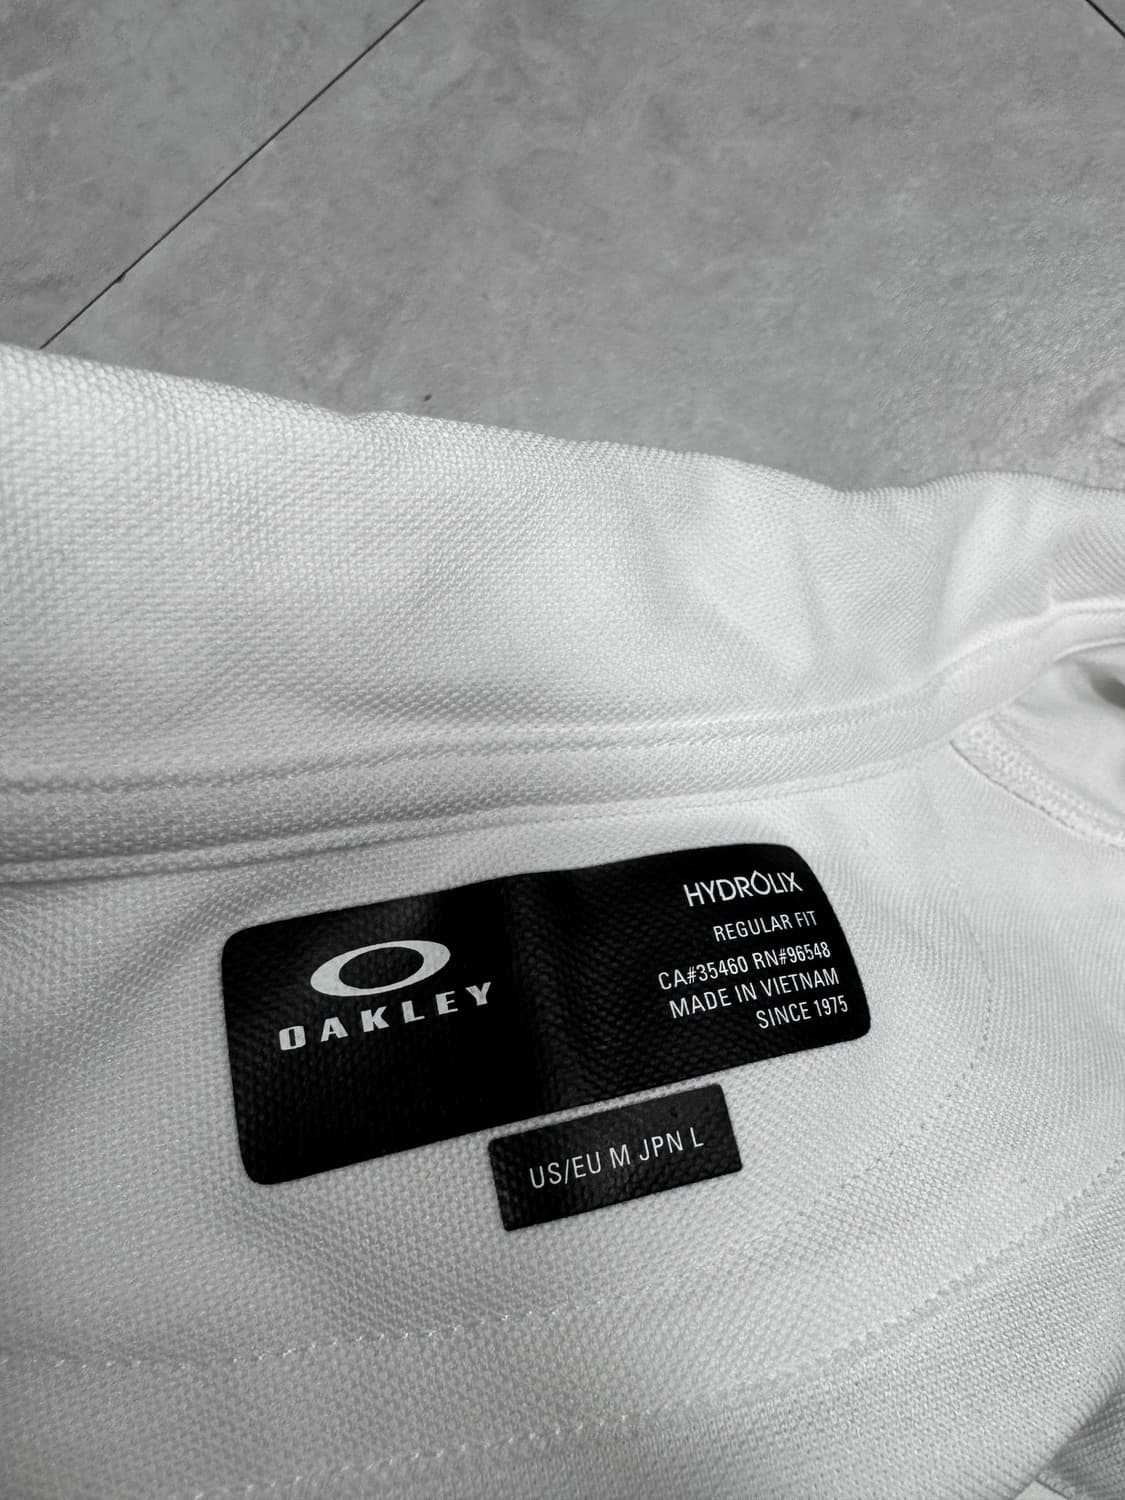 OAKLEY
HYDROLIX
REGULAR FIT
CA#35460 RN#96548
MADE IN VIETNAM
SINCE 1975
US/EU M JPN L